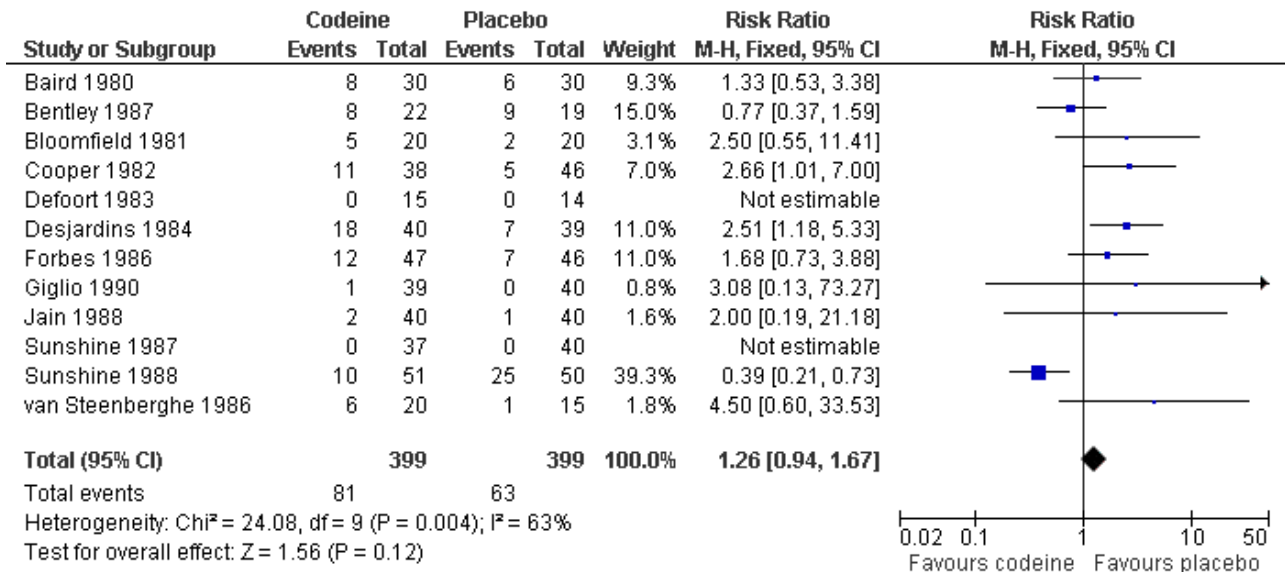 Codeine Placebo Risk Ratio Risk Ratio
Study or Subgroup Events Total Events Total Weight M-H, Fixed, 95% CI M-H, Fixed, 95% CI
Baird 1980 8 30 6 30 9.3% 1.33 [0.53, 3.38]
Bentley 1987 8 22 9 19 15.0% 0.77 [0.37, 1.59]
Bloomfield 1981 5 20 2 20 3.1% 2.50 [0.55, 11.41]
Cooper 1982 11 38 5 46 7.0% 2.66 [1.01, 7.00]
Defoort 1983 0 15 0 14 Not estimable
Desjardins 1984 18 40 7 39 11.0% 2.51 [1.18, 5.33]
Forbes 1986 12 47 7 46 11.0% 1.68 [0.73, 3.88]
Giglio 1990 1 39 0 40 0.8% 3.08 [0.13, 73.27]
Jain 1988 2 40 1 40 1.6% 2.00 [0.19, 21.18]
Sunshine 1987 0 37 0 40 Not estimable
Sunshine 1988 10 51 25 50 39.3% 0.39 [0.21, 0.73]
van Steenberghe 1986 6 20 1 15 1.8% 4.50 [0.60, 33.53]
Total (95% CI) 399 399 100.0% 1.26 [0.94, 1.67]
Total events 81 63
Heterogeneity: Chi² = 24.08, df = 9 (P = 0.004); I² = 63%
Test for overall effect: Z = 1.56 (P = 0.12)
0.02 0.1 1 10 50
Favours codeine Favours placebo